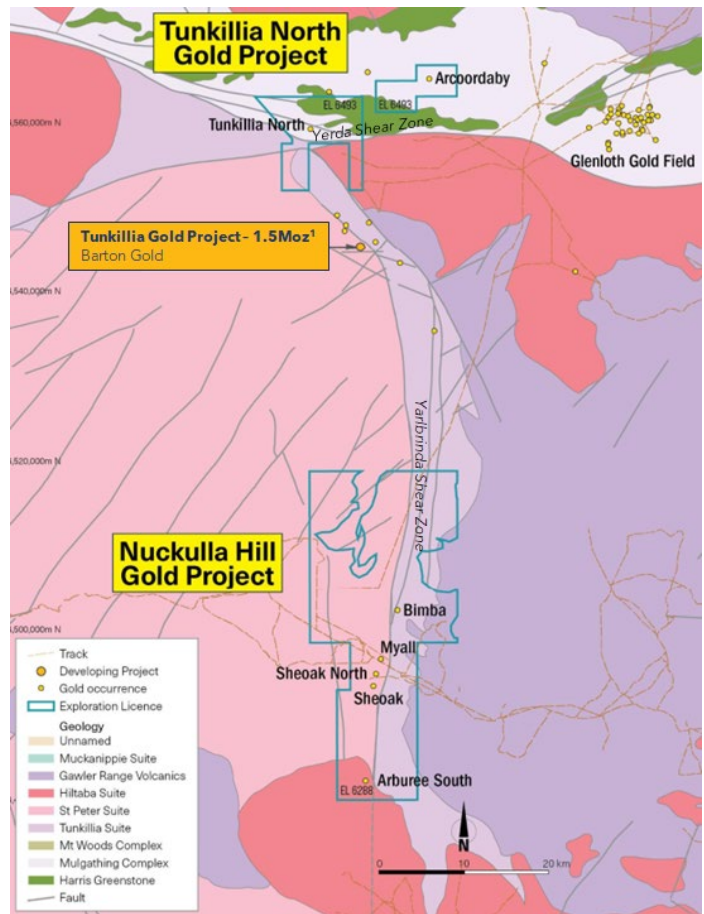 Tunkillia North
Gold Project
Arcoordaby
EL 6493
EL 6493
Tunkillia North
Yerda Shear Zone
Glenloth Gold Field
6,560,000m N
Tunkillia Gold Project– 1.5Moz¹
Barton Gold
6,540,000m N
Yarlbrinda Shear Zone
6,520,000m N
Nuckulla Hill
Gold Project
Bimba
6,500,000m N
Myall
Sheoak North
Sheoak
Arburee South
EL 6288
Track
Developing Project
Gold occurrence
Exploration Licence
Geology
Unnamed
Muckanippie Suite
Gawler Range Volcanics
Hiltaba Suite
St Peter Suite
Tunkillia Suite
Mt Woods Complex
Mulgathing Complex
Harris Greenstone
Fault
N
0 10 20 km